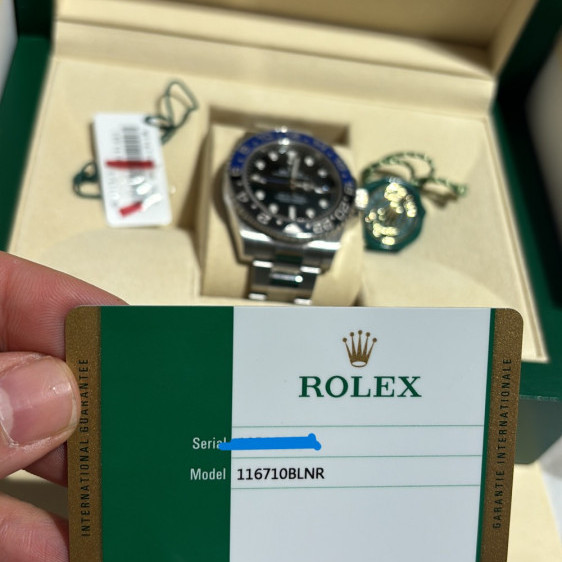 INTERNATIONAL GUARANTEE
ROLEX
Serial
Model 116710BLNR
GARANTIE INTERNATIONALE